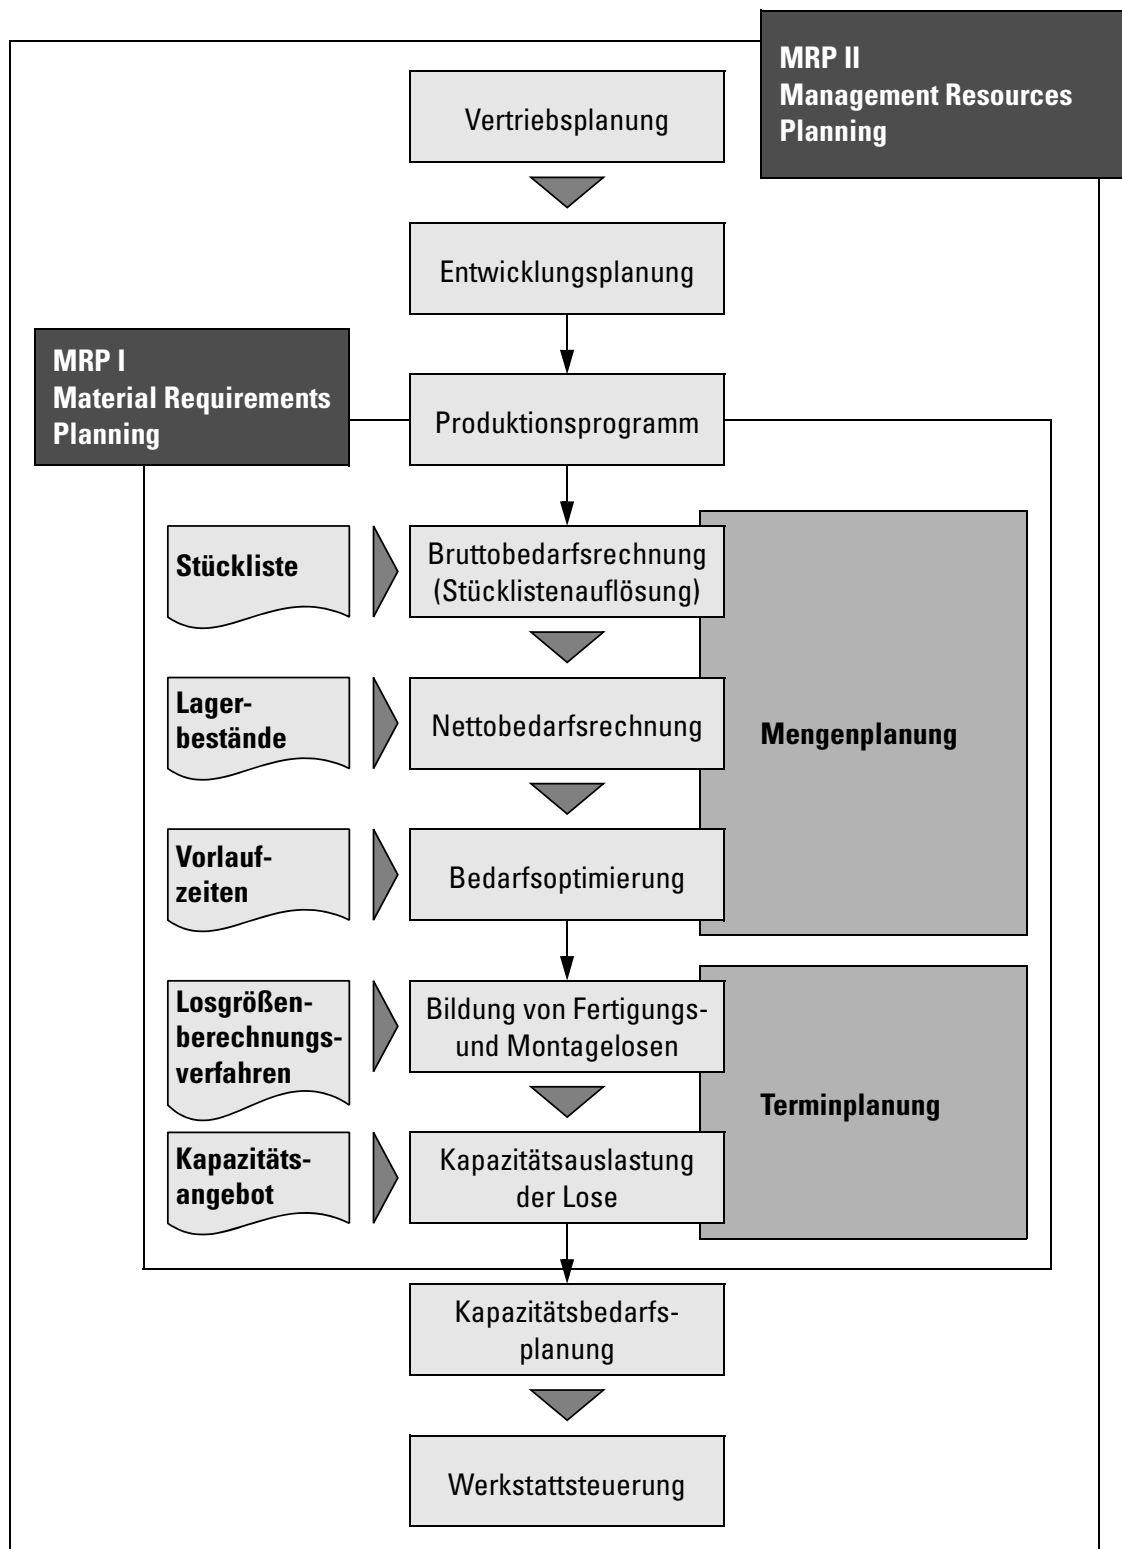 MRP II
Management Resources
Planning
Vertriebsplanung
Entwicklungsplanung
MRP I
Material Requirements
Planning
Produktionsprogramm
Stückliste
Bruttobedarfsrechnung
(Stücklistenauflösung)
Lager-
bestände
Nettobedarfsrechnung
Mengenplanung
Vorlauf-
zeiten
Bedarfsoptimierung
Losgrößen-
berechnungs-
verfahren
Bildung von Fertigungs-
und Montagelosen
Terminplanung
Kapazitäts-
angebot
Kapazitätsauslastung
der Lose
Kapazitätsbedarfs-
planung
Werkstattsteuerung